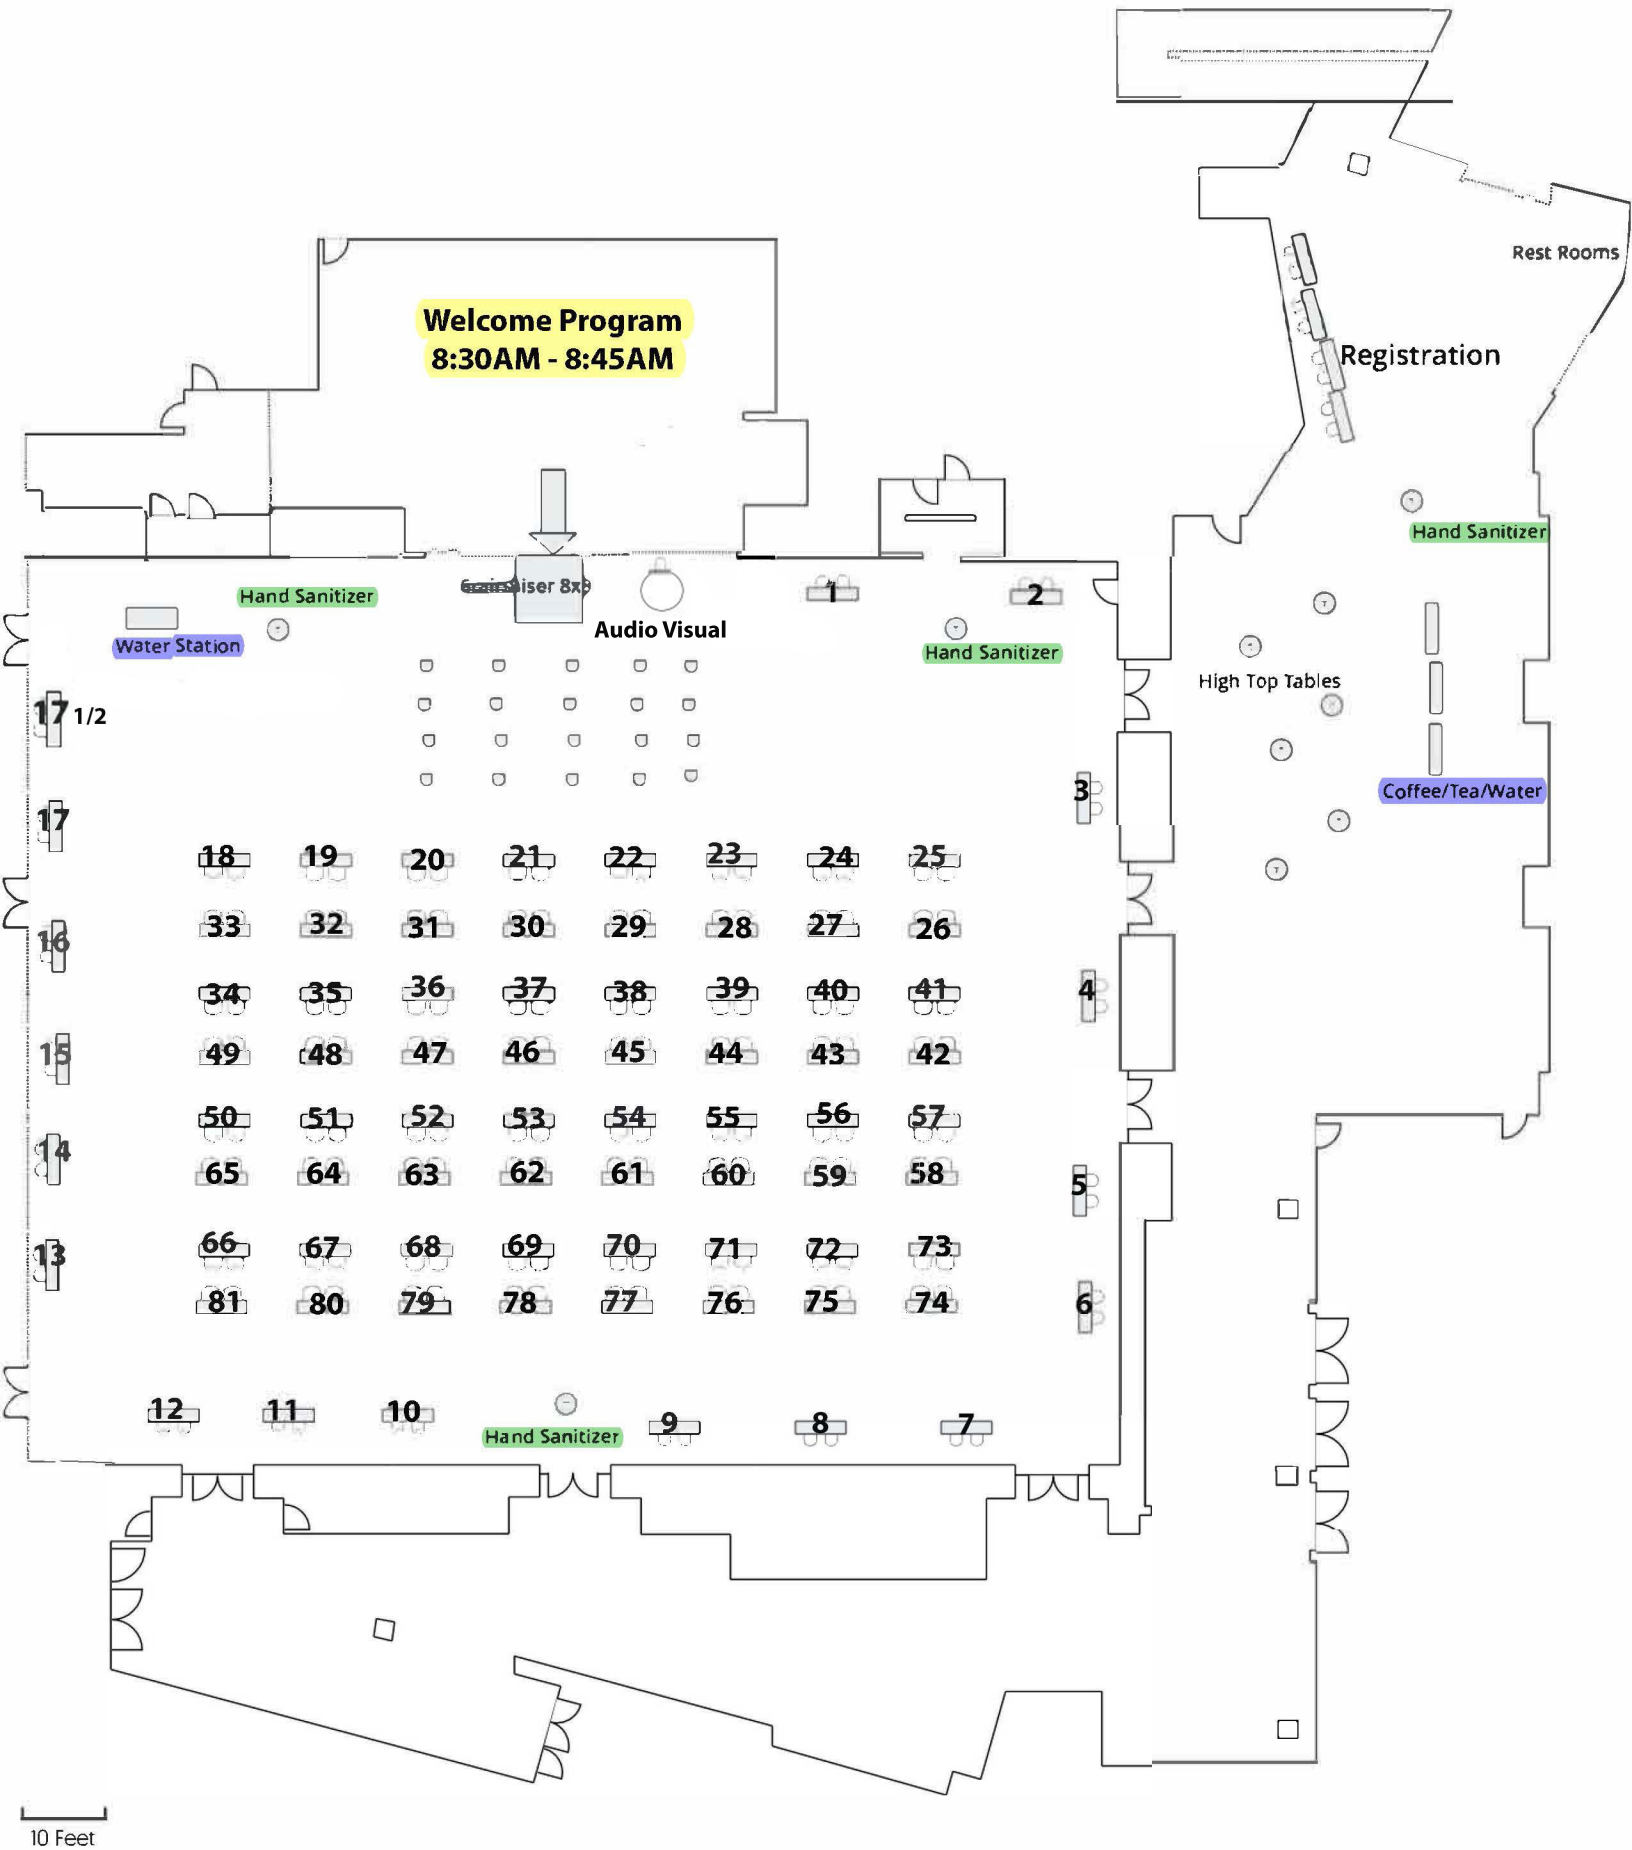 Rest Rooms
Welcome Program
8:30AM - 8:45AM
Registration
Hand Sanitizer
Hand Sanitizer
Water Station
iser 8x8
Audio Visual
1
2
Hand Sanitizer
High Top Tables
17 1/2
3
Coffee/Tea/Water
17
18 19 20 21 22 23 24 25
33 32 31 30 29 28 27 26
16
34 35 36 37 38 39 40 41
4
49 48 47 46 45 44 43 42
15
50 51 52 53 54 55 56 57
14
65 64 63 62 61 60 59 58
5
66 67 68 69 70 71 72 73
13
81 80 79 78 77 76 75 74
6
12 11 10 9 8 7
Hand Sanitizer
10 Feet